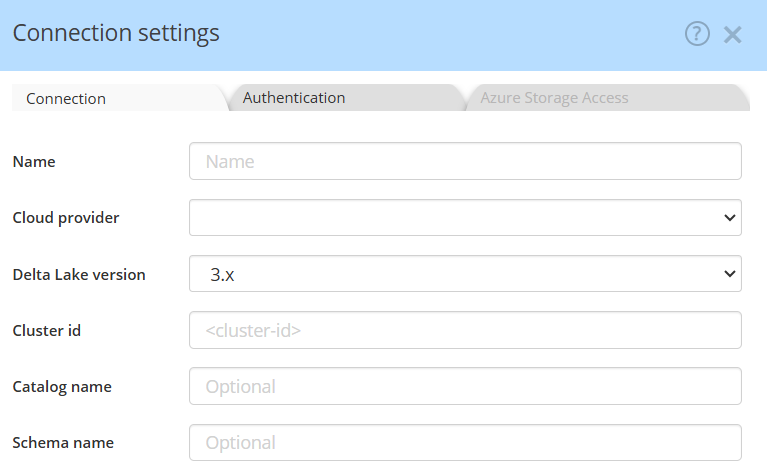 Connection settings
?
Connection
Authentication
Azure Storage Access
Name
Name
Cloud provider
Delta Lake version
3.x
Cluster id
<cluster-id>
Catalog name
Optional
Schema name
Optional